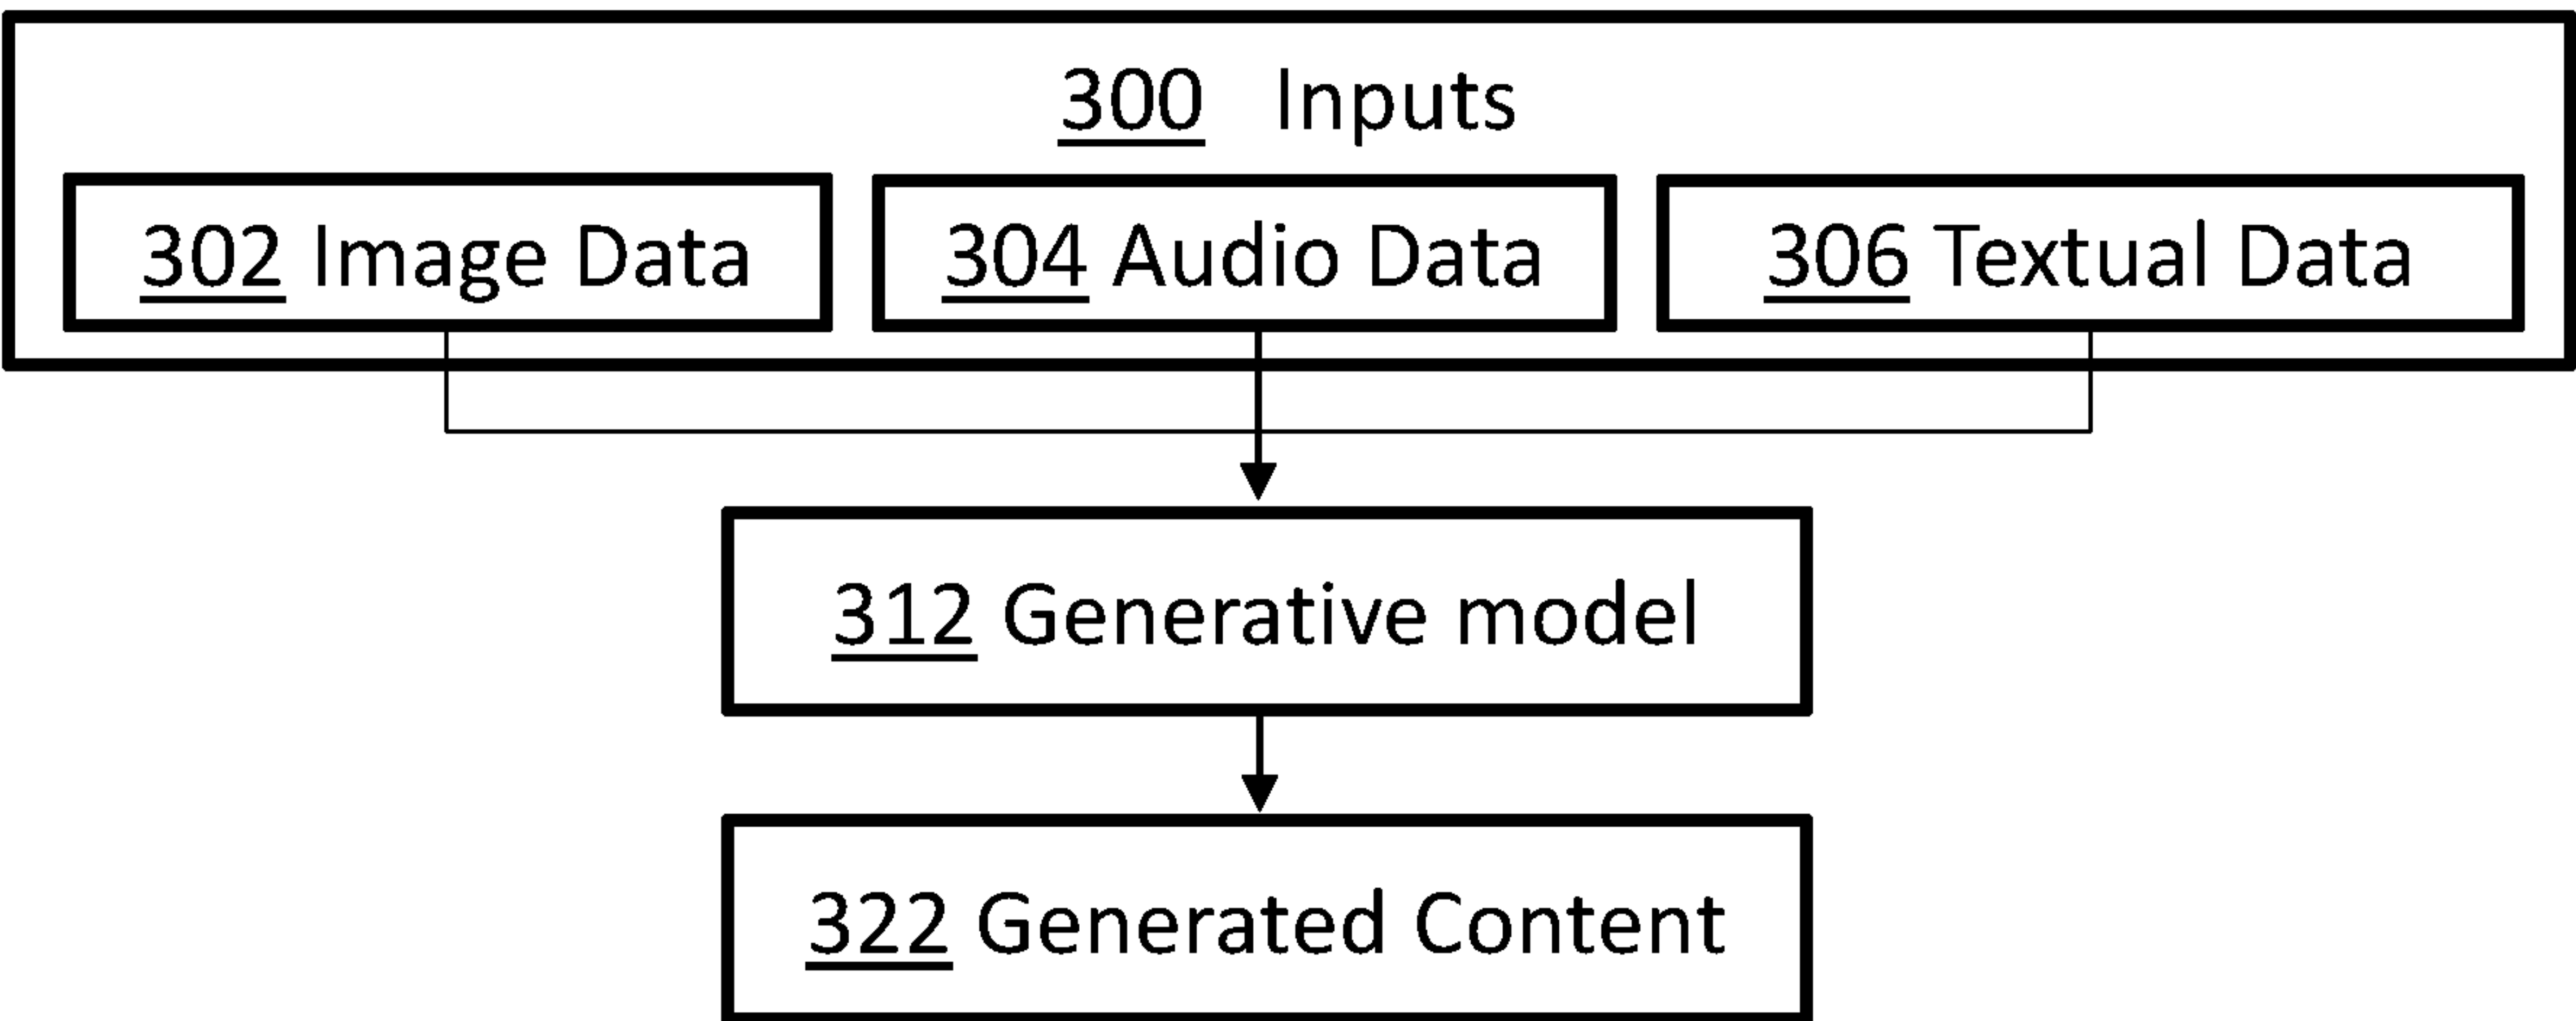 300 Inputs
302 Image Data
304 Audio Data
306 Textual Data
312 Generative model
322 Generated Content